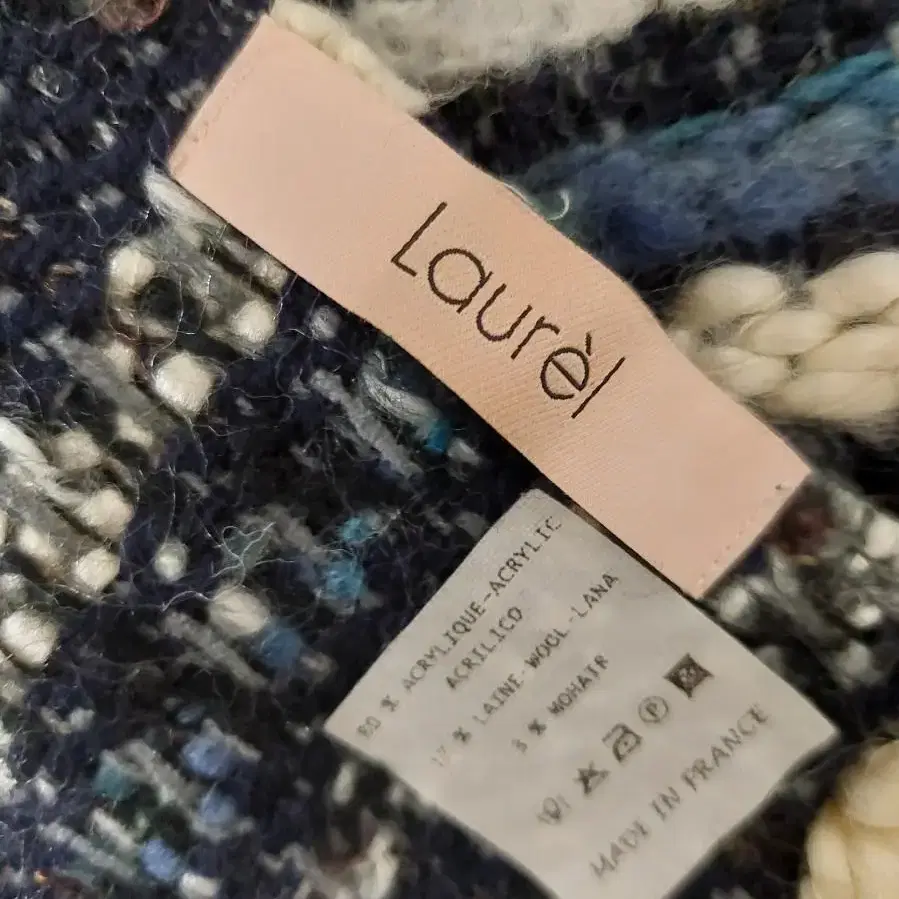 Laurèl
80 % ACRYLIQUE-ACRYLIC
ACRILICO
17 % LAINE-WOOL-LANA
3 % MOHAIR
P
MADE IN FRANCE